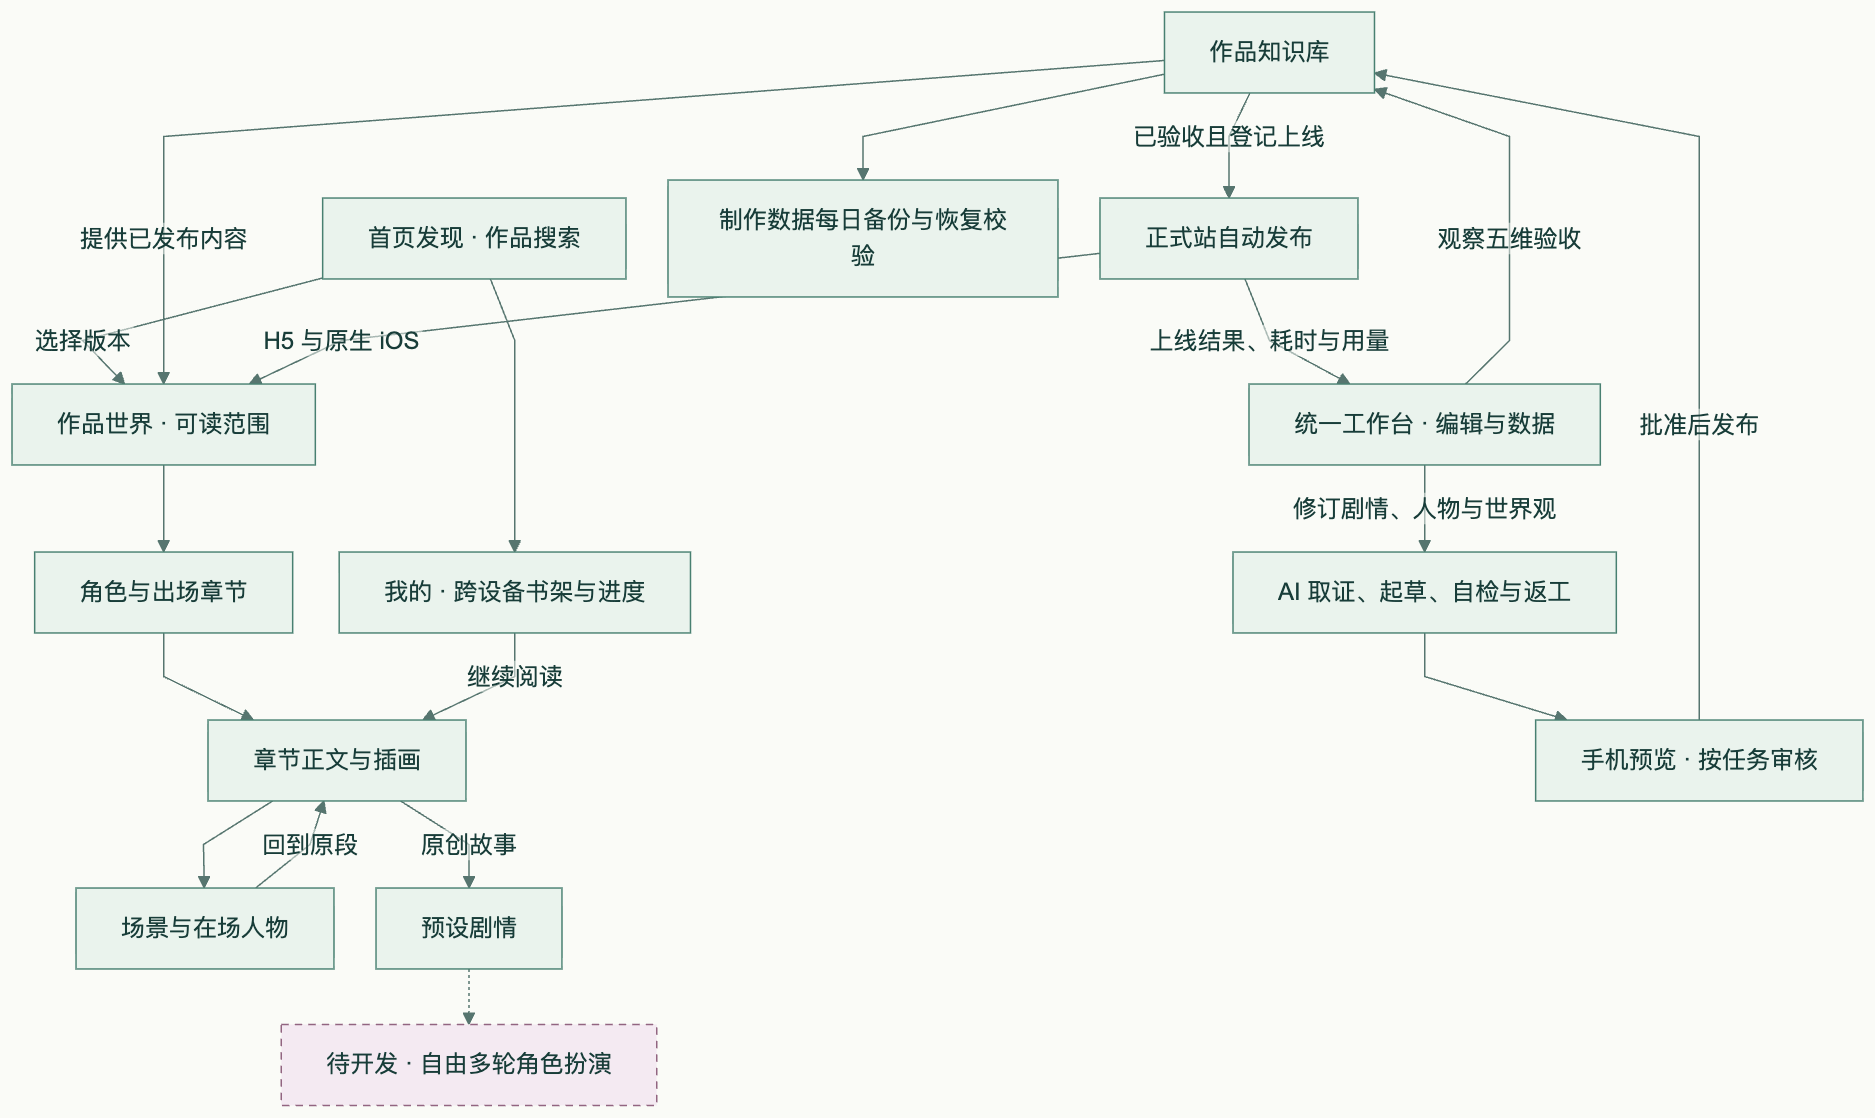 作品知识库
已验收且登记上线
提供已发布内容
首页发现 · 作品搜索
制作数据每日备份与恢复校
验
正式站自动发布
观察五维验收
选择版本
H5 与原生 iOS
上线结果、耗时与用量
作品世界 · 可读范围
统一工作台 · 编辑与数据
批准后发布
修订剧情、人物与世界观
角色与出场章节
我的 · 跨设备书架与进度
AI 取证、起草、自检与返工
继续阅读
章节正文与插画
手机预览 · 按任务审核
回到原段
原创故事
场景与在场人物
预设剧情
待开发 · 自由多轮角色扮演